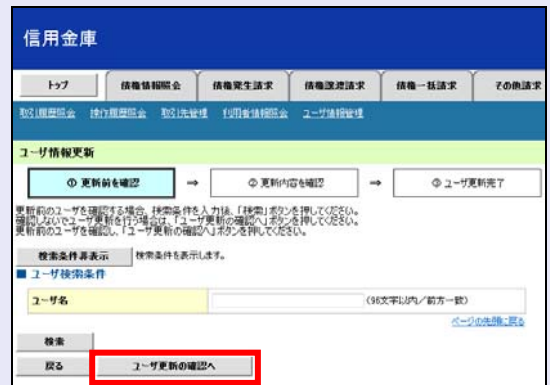 信用金庫
トップ 債権情報照会 債権発生請求 債権譲渡請求 債権一括請求 その他請求
取引履歴照会 操作履歴照会 取引先管理 利用者情報照会 ユーザ情報管理
ユーザ情報更新
① 更新前を確認 ⇒ ② 更新内容を確認 ⇒ ③ ユーザ更新完了
更新前のユーザを確認する場合、検索条件を入力後、「検索」ボタンを押してください。
確認しないでユーザ更新を行う場合は、「ユーザ更新の確認へ」ボタンを押してください。
更新前のユーザを確認し、「ユーザ更新の確認へ」ボタンを押してください。
検索条件非表示 検索条件を表示します。
■ ユーザ検索条件
ユーザ名 (96文字以内/前方一致)
ページの先頭に戻る
検索
戻る ユーザ更新の確認へ